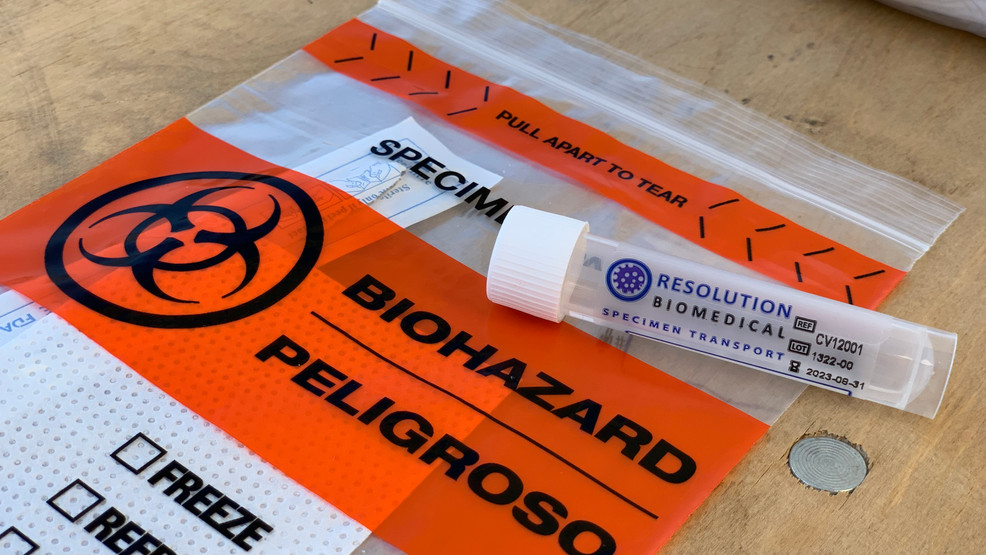 PULL APART TO TEAR
SPECIM
BIOHAZARD
PELIGROSO
FREEZE
FDA
RESOLUTION
BIOMEDICAL
SPECIMEN TRANSPORT
REF CV12001
LOT 1322-00
2023-08-31